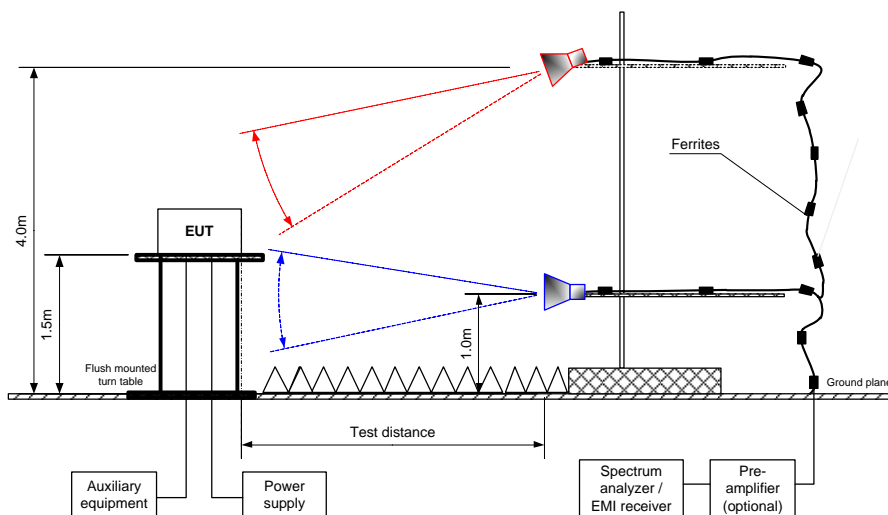 4.0m
Ferrites
EUT
1.5m
1.0m
Flush mounted
turn table
Ground plane
Test distance
Auxiliary
equipment
Power
supply
Spectrum
analyzer /
EMI receiver
Pre-
amplifier
(optional)